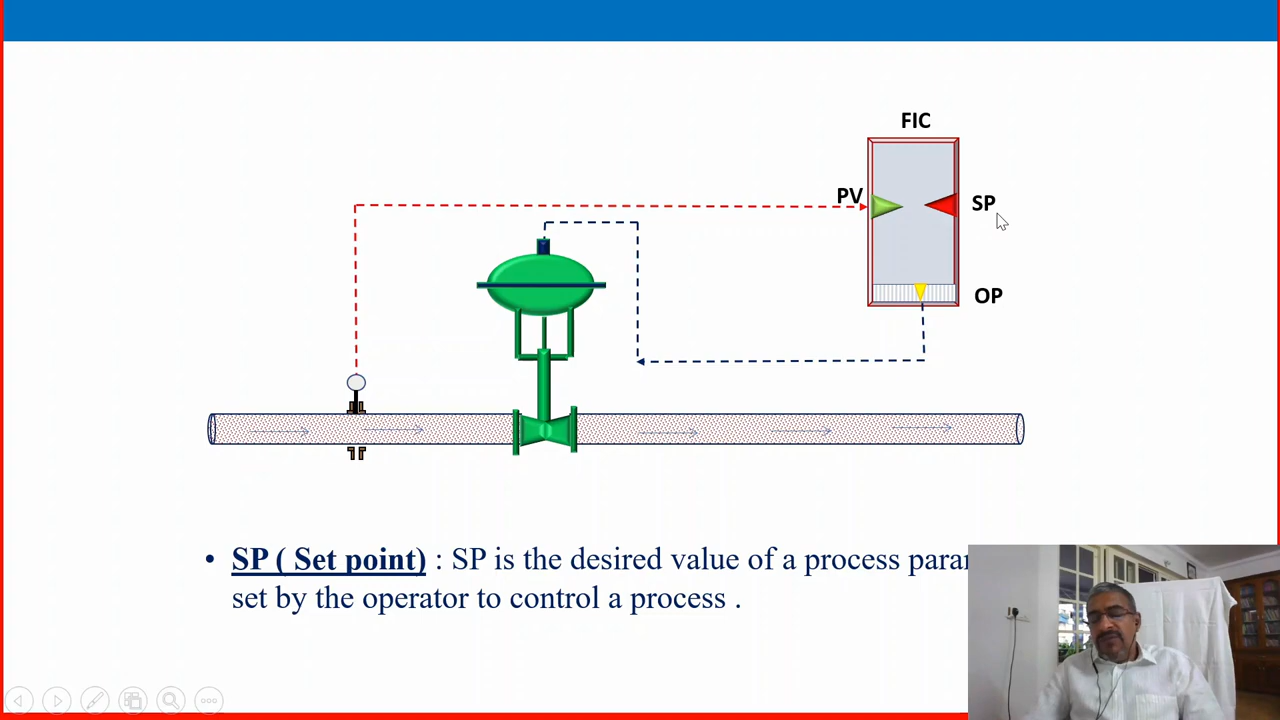 FIC
PV
SP
OP
• SP ( Set point) : SP is the desired value of a process
set by the operator to control a process .